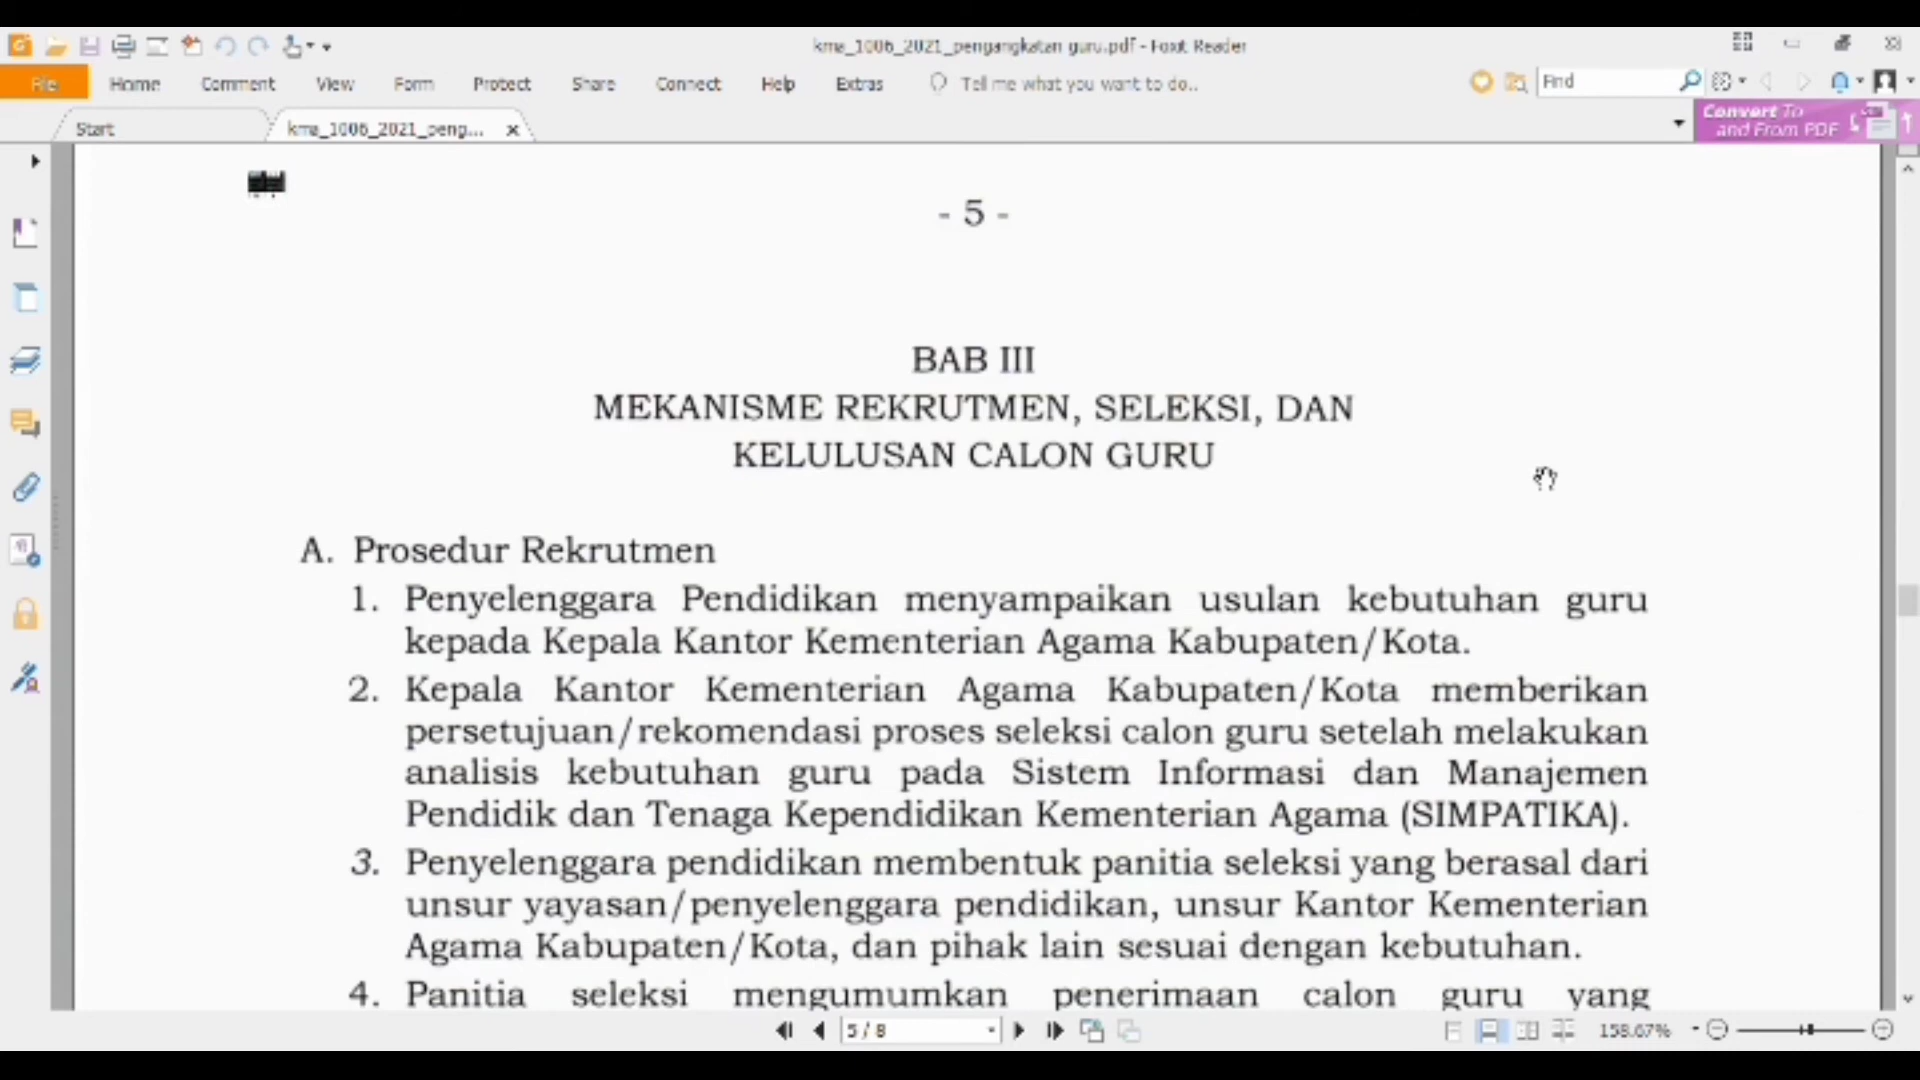 kma_1006_2021_pengangkatan guru.pdf - Foxit Reader
File Home Comment View Form Protect Share Connect Help Extras Tell me what you want to do.. Find
Start kma_1006_2021_peng... Convert To
and From PDF
- 5 -
BAB III
MEKANISME REKRUTMEN, SELEKSI, DAN
KELULUSAN CALON GURU
A. Prosedur Rekrutmen
1. Penyelenggara Pendidikan menyampaikan usulan kebutuhan guru
kepada Kepala Kantor Kementerian Agama Kabupaten/Kota.
2. Kepala Kantor Kementerian Agama Kabupaten/Kota memberikan
persetujuan/rekomendasi proses seleksi calon guru setelah melakukan
analisis kebutuhan guru pada Sistem Informasi dan Manajemen
Pendidik dan Tenaga Kependidikan Kementerian Agama (SIMPATIKA).
3. Penyelenggara pendidikan membentuk panitia seleksi yang berasal dari
unsur yayasan/penyelenggara pendidikan, unsur Kantor Kementerian
Agama Kabupaten/Kota, dan pihak lain sesuai dengan kebutuhan.
4. Panitia seleksi mengumumkan penerimaan calon guru yang
5 / 8 158.67%